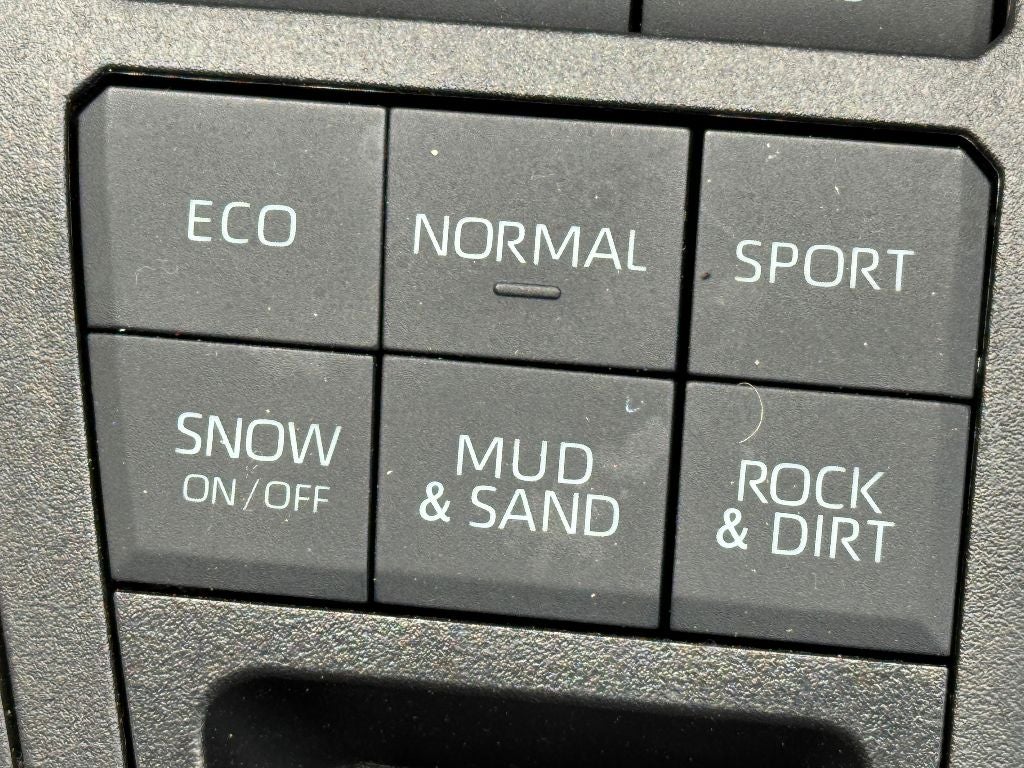 ECO
NORMAL
SPORT
SNOW
ON/OFF
MUD
& SAND
ROCK
& DIRT